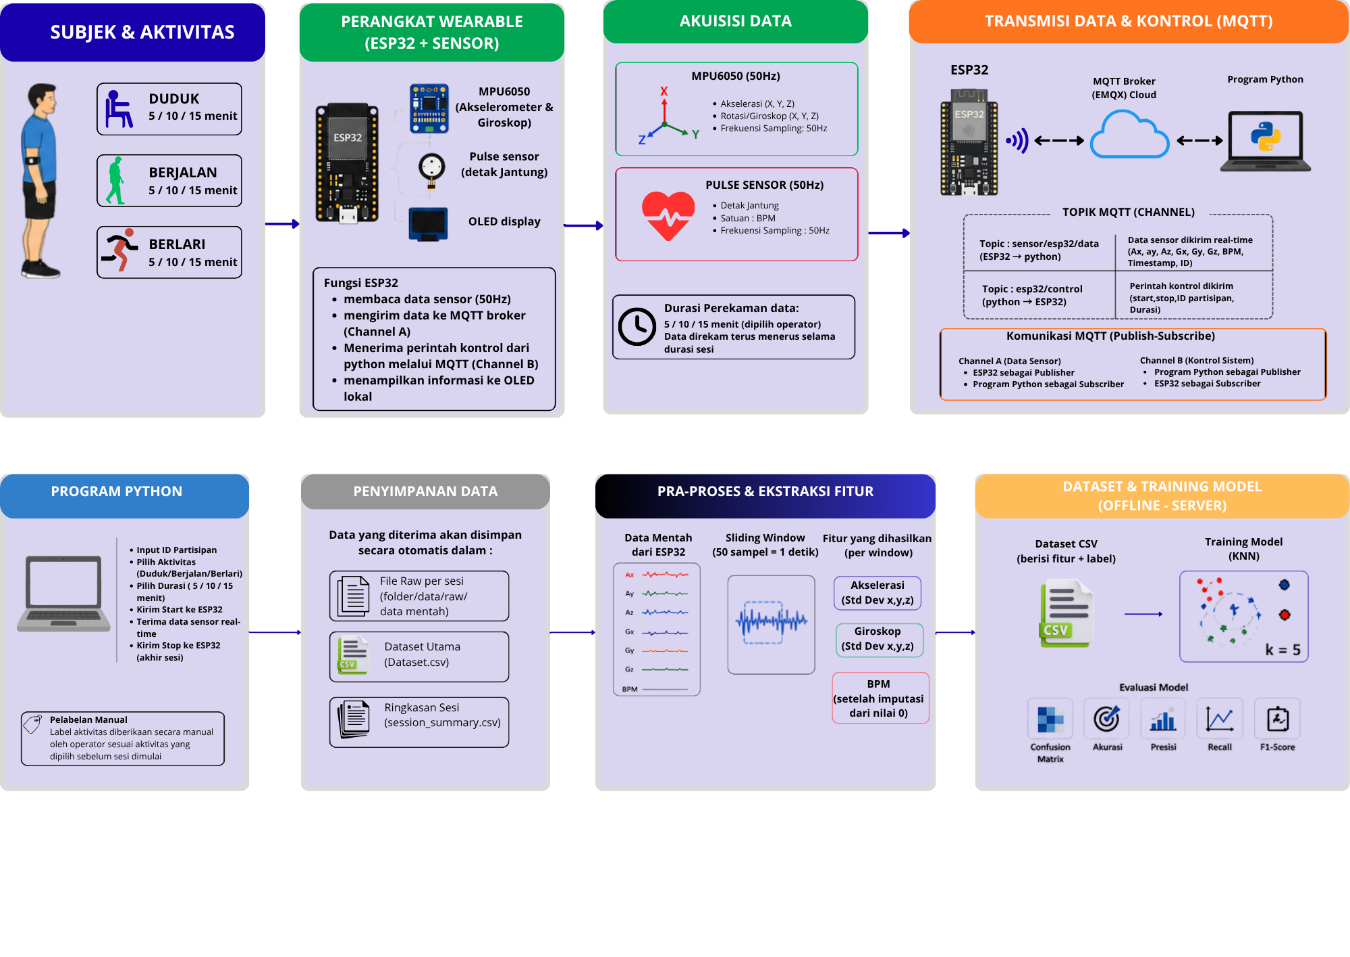 SUBJEK & AKTIVITAS
DUDUK
5 / 10 / 15 menit
BERJALAN
5 / 10 / 15 menit
BERLARI
5 / 10 / 15 menit
PERANGKAT WEARABLE
(ESP32 + SENSOR)
ESP32
MPU6050
(Akselerometer &
Giroskop)
Pulse sensor
(detak Jantung)
OLED display
Fungsi ESP32
• membaca data sensor (50Hz)
• mengirim data ke MQTT broker
(Channel A)
• Menerima perintah kontrol dari
python melalui MQTT (Channel B)
• menampilkan informasi ke OLED
lokal
AKUISISI DATA
MPU6050 (50Hz)
X
Y
Z
• Akselerasi (X, Y, Z)
• Rotasi/Giroskop (X, Y, Z)
• Frekuensi Sampling: 50Hz
PULSE SENSOR (50Hz)
• Detak Jantung
• Satuan : BPM
• Frekuensi Sampling : 50Hz
Durasi Perekaman data:
5 / 10 / 15 menit (dipilih operator)
Data direkam terus menerus selama
durasi sesi
TRANSMISI DATA & KONTROL (MQTT)
ESP32
ESP32
MQTT Broker
(EMQX) Cloud
Program Python
TOPIK MQTT (CHANNEL)
Topic : sensor/esp32/data
(ESP32 → python)
Data sensor dikirim real-time
(Ax, ay, Az, Gx, Gy, Gz, BPM,
Timestamp, ID)
Topic : esp32/control
(python → ESP32)
Perintah kontrol dikirim
(start,stop,ID partisipan,
Durasi)
Komunikasi MQTT (Publish-Subscribe)
Channel A (Data Sensor)
• ESP32 sebagai Publisher
• Program Python sebagai Subscriber
Channel B (Kontrol Sistem)
• Program Python sebagai Publisher
• ESP32 sebagai Subscriber
PROGRAM PYTHON
• Input ID Partisipan
• Pilih Aktivitas
(Duduk/Berjalan/Berlari)
• Pilih Durasi ( 5 / 10 / 15
menit)
• Kirim Start ke ESP32
• Terima data sensor real-
time
• Kirim Stop ke ESP32
(akhir sesi)
Pelabelan Manual
Label aktivitas diberikaan secara manual
oleh operator sesuai aktivitas yang
dipilih sebelum sesi dimulai
PENYIMPANAN DATA
Data yang diterima akan disimpan
secara otomatis dalam :
File Raw per sesi
(folder/data/raw/
data mentah)
CSV
Dataset Utama
(Dataset.csv)
Ringkasan Sesi
(session_summary.csv)
PRA-PROSES & EKSTRAKSI FITUR
Data Mentah
dari ESP32
Ax
Ay
Az
Gx
Gy
Gz
BPM
Sliding Window
(50 sampel = 1 detik)
Fitur yang dihasilkan
(per window)
Akselerasi
(Std Dev x,y,z)
Giroskop
(Std Dev x,y,z)
BPM
(setelah imputasi
dari nilai 0)
DATASET & TRAINING MODEL
(OFFLINE - SERVER)
Dataset CSV
(berisi fitur + label)
CSV
Training Model
(KNN)
k = 5
Evaluasi Model
Confusion
Matrix
Akurasi
Presisi
Recall
F1-Score